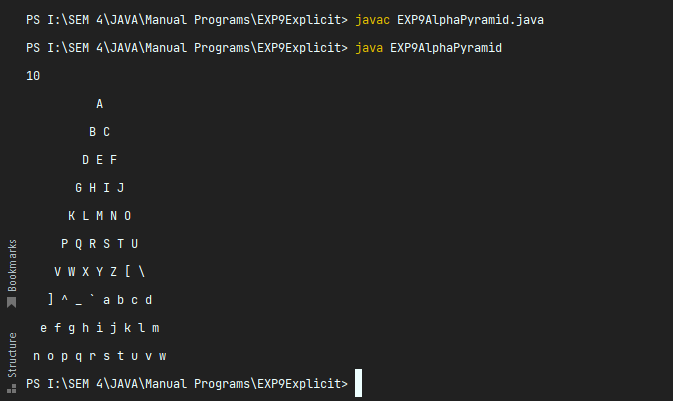 PS I:\SEM 4\JAVA\Manual Programs\EXP9Explicit> javac EXP9AlphaPyramid.java
PS I:\SEM 4\JAVA\Manual Programs\EXP9Explicit> java EXP9AlphaPyramid
10
          A
         B C
        D E F
       G H I J
      K L M N O
     P Q R S T U
    V W X Y Z [ \
   ] ^ _ ` a b c d
  e f g h i j k l m
 n o p q r s t u v w
PS I:\SEM 4\JAVA\Manual Programs\EXP9Explicit>
Bookmarks
Structure